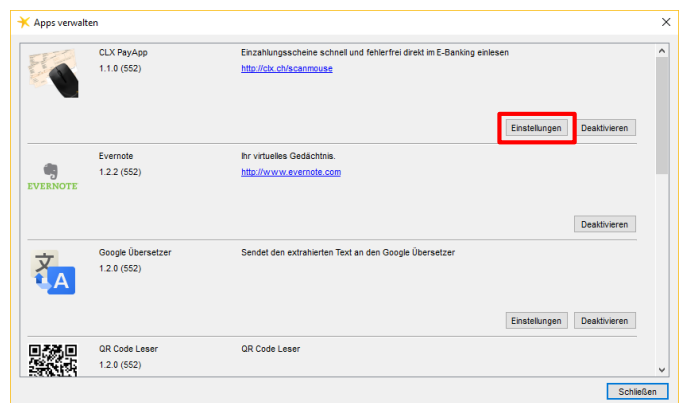 Apps verwalten
CLX PayApp
Einzahlungsscheine schnell und fehlerfrei direkt im E-Banking einlesen
1.1.0 (552)
http://clx.ch/scanmouse
Einstellungen
Deaktivieren
Evernote
Ihr virtuelles Gedächtnis.
1.2.2 (552)
http://www.evernote.com
EVERNOTE
Deaktivieren
Google Übersetzer
Sendet den extrahierten Text an den Google Übersetzer
1.2.0 (552)
文
A
Einstellungen
Deaktivieren
QR Code Leser
QR Code Leser
1.2.0 (552)
Schließen